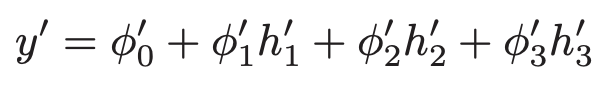 y′ = ϕ′₀ + ϕ′₁h′₁ + ϕ′₂h′₂ + ϕ′₃h′₃